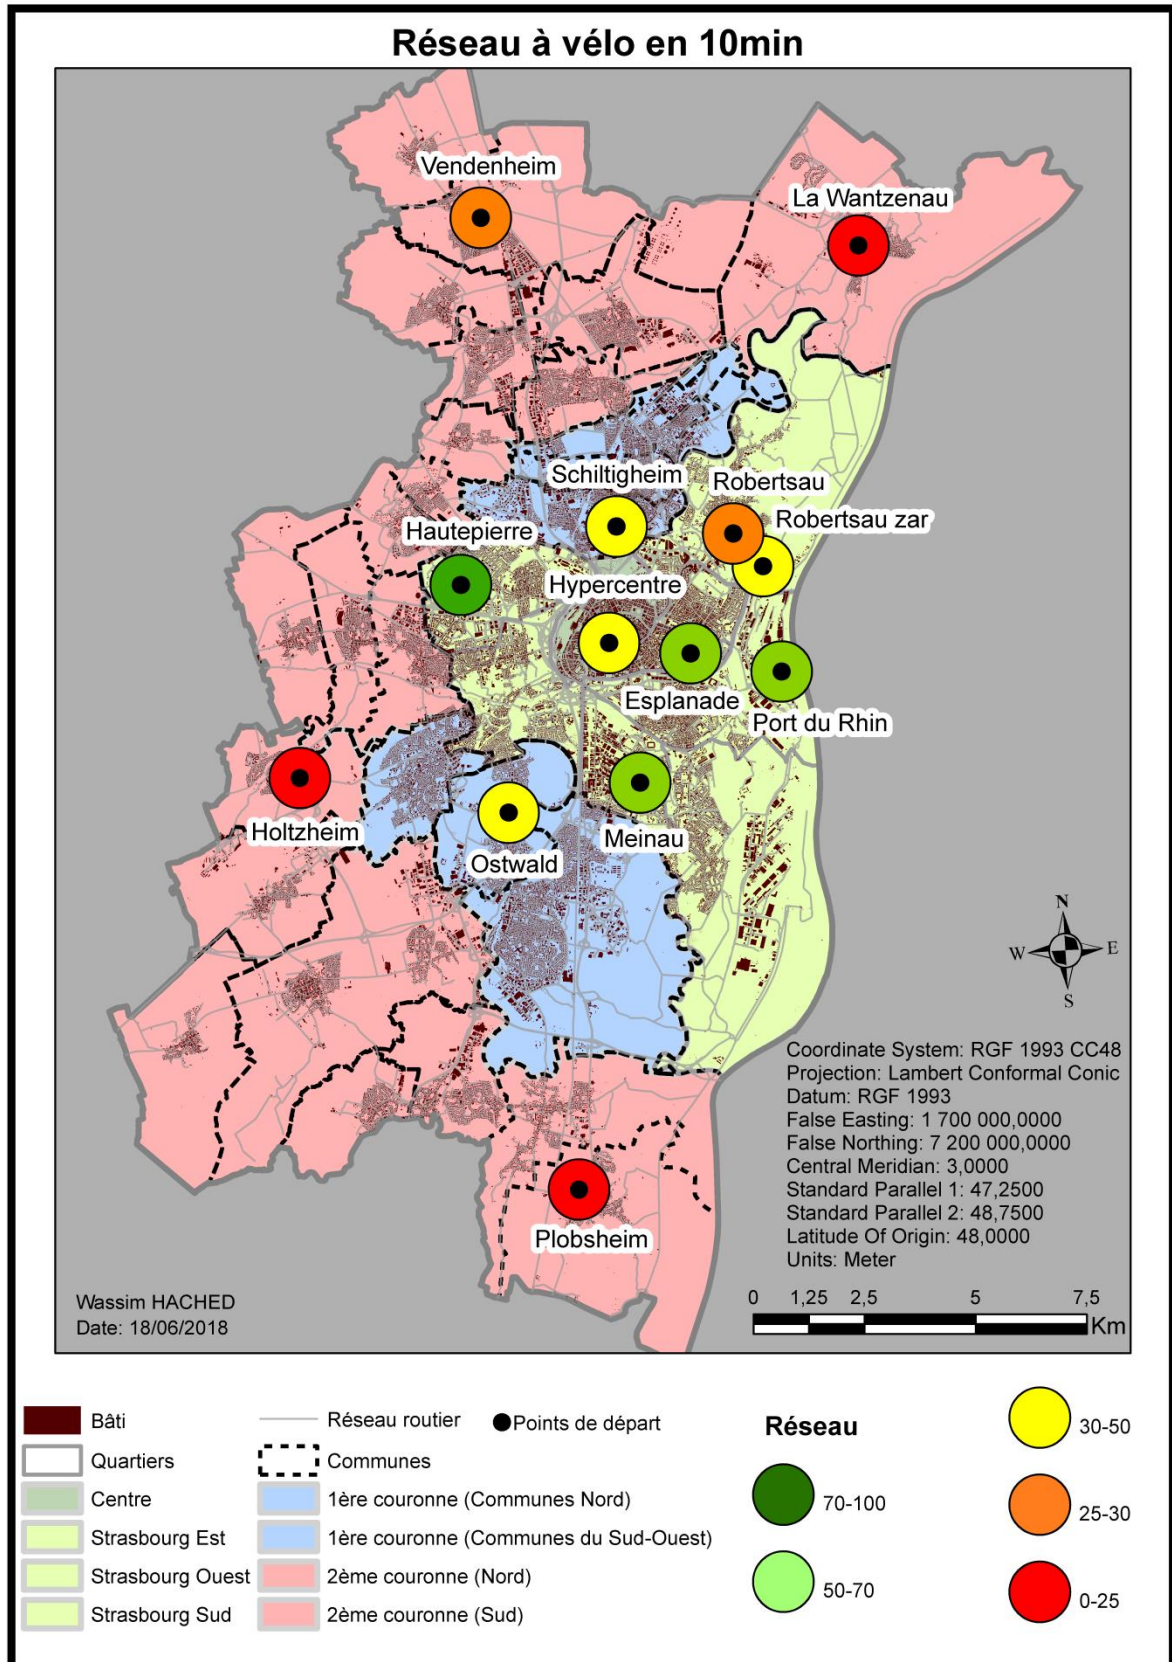 Réseau à vélo en 10min
Vendenheim
La Wantzenau
Schiltigheim
Robertsau
Robertsau zar
Hautepierre
Hypercentre
Esplanade
Port du Rhin
Holtzheim
Ostwald
Meinau
Plobsheim
N
W
E
S
Coordinate System: RGF 1993 CC48
Projection: Lambert Conformal Conic
Datum: RGF 1993
False Easting: 1 700 000,0000
False Northing: 7 200 000,0000
Central Meridian: 3,0000
Standard Parallel 1: 47,2500
Standard Parallel 2: 48,7500
Latitude Of Origin: 48,0000
Units: Meter
Wassim HACHED
Date: 18/06/2018
0 1,25 2,5 5 7,5
Km
Bâti
Quartiers
Centre
Strasbourg Est
Strasbourg Ouest
Strasbourg Sud
Réseau routier
Communes
1ère couronne (Communes Nord)
1ère couronne (Communes du Sud-Ouest)
2ème couronne (Nord)
2ème couronne (Sud)
Points de départ
Réseau
70-100
50-70
30-50
25-30
0-25